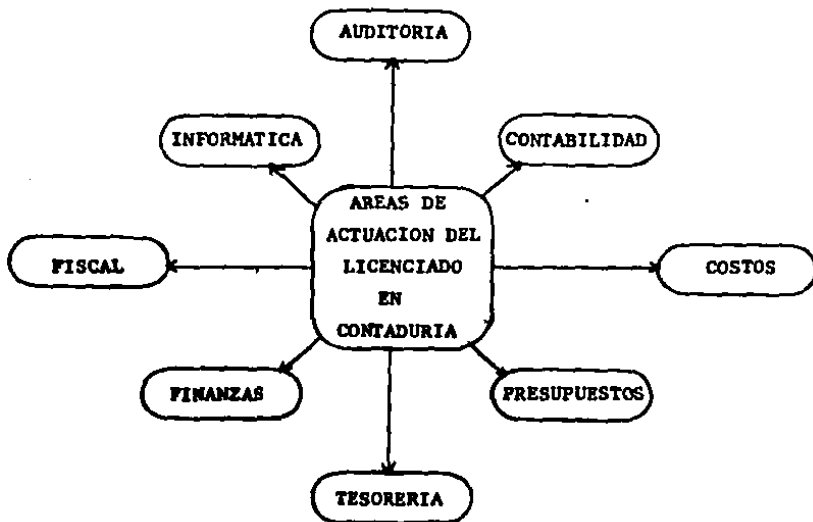 AUDITORIA
INFORMATICA
CONTABILIDAD
AREAS DE
ACTUACION DEL
LICENCIADO
EN
CONTADURIA
FISCAL
COSTOS
FINANZAS
PRESUPUESTOS
TESORERIA